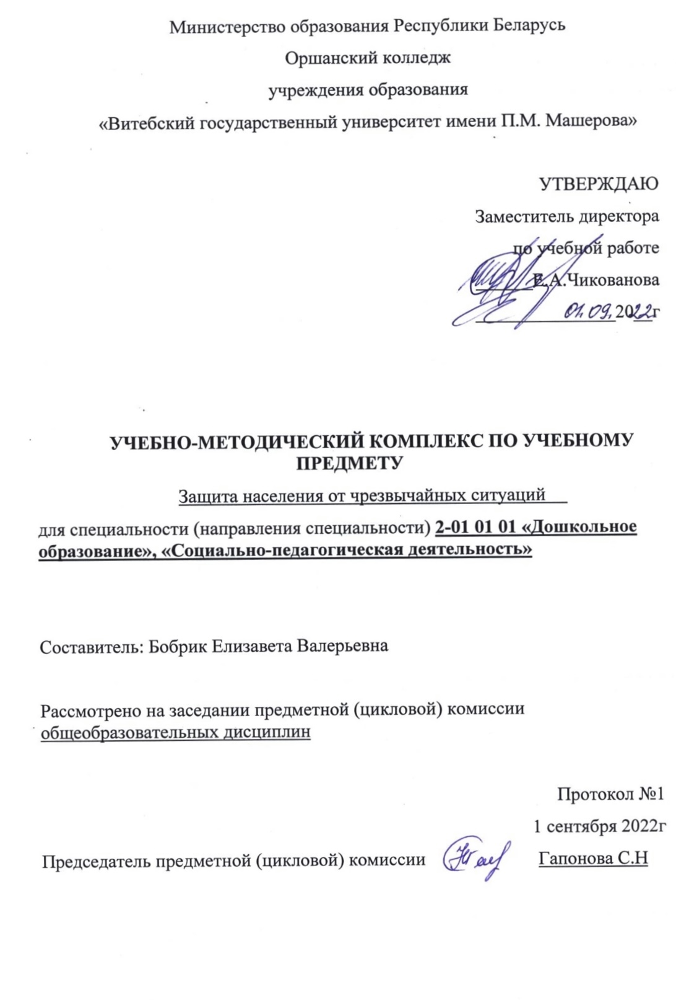 Министерство образования Республики Беларусь
Оршанский колледж
учреждения образования
«Витебский государственный университет имени П.М. Машерова»
УТВЕРЖДАЮ
Заместитель директора
по учебной работе
Е.А.Чикованова
01.09.2022г
УЧЕБНО-МЕТОДИЧЕСКИЙ КОМПЛЕКС ПО УЧЕБНОМУ
ПРЕДМЕТУ
Защита населения от чрезвычайных ситуаций
для специальности (направления специальности) 2-01 01 01 «Дошкольное
образование», «Социально-педагогическая деятельность»
Составитель: Бобрик Елизавета Валерьевна
Рассмотрено на заседании предметной (цикловой) комиссии
общеобразовательных дисциплин
Протокол №1
1 сентября 2022г
Председатель предметной (цикловой) комиссии Гапонова С.Н